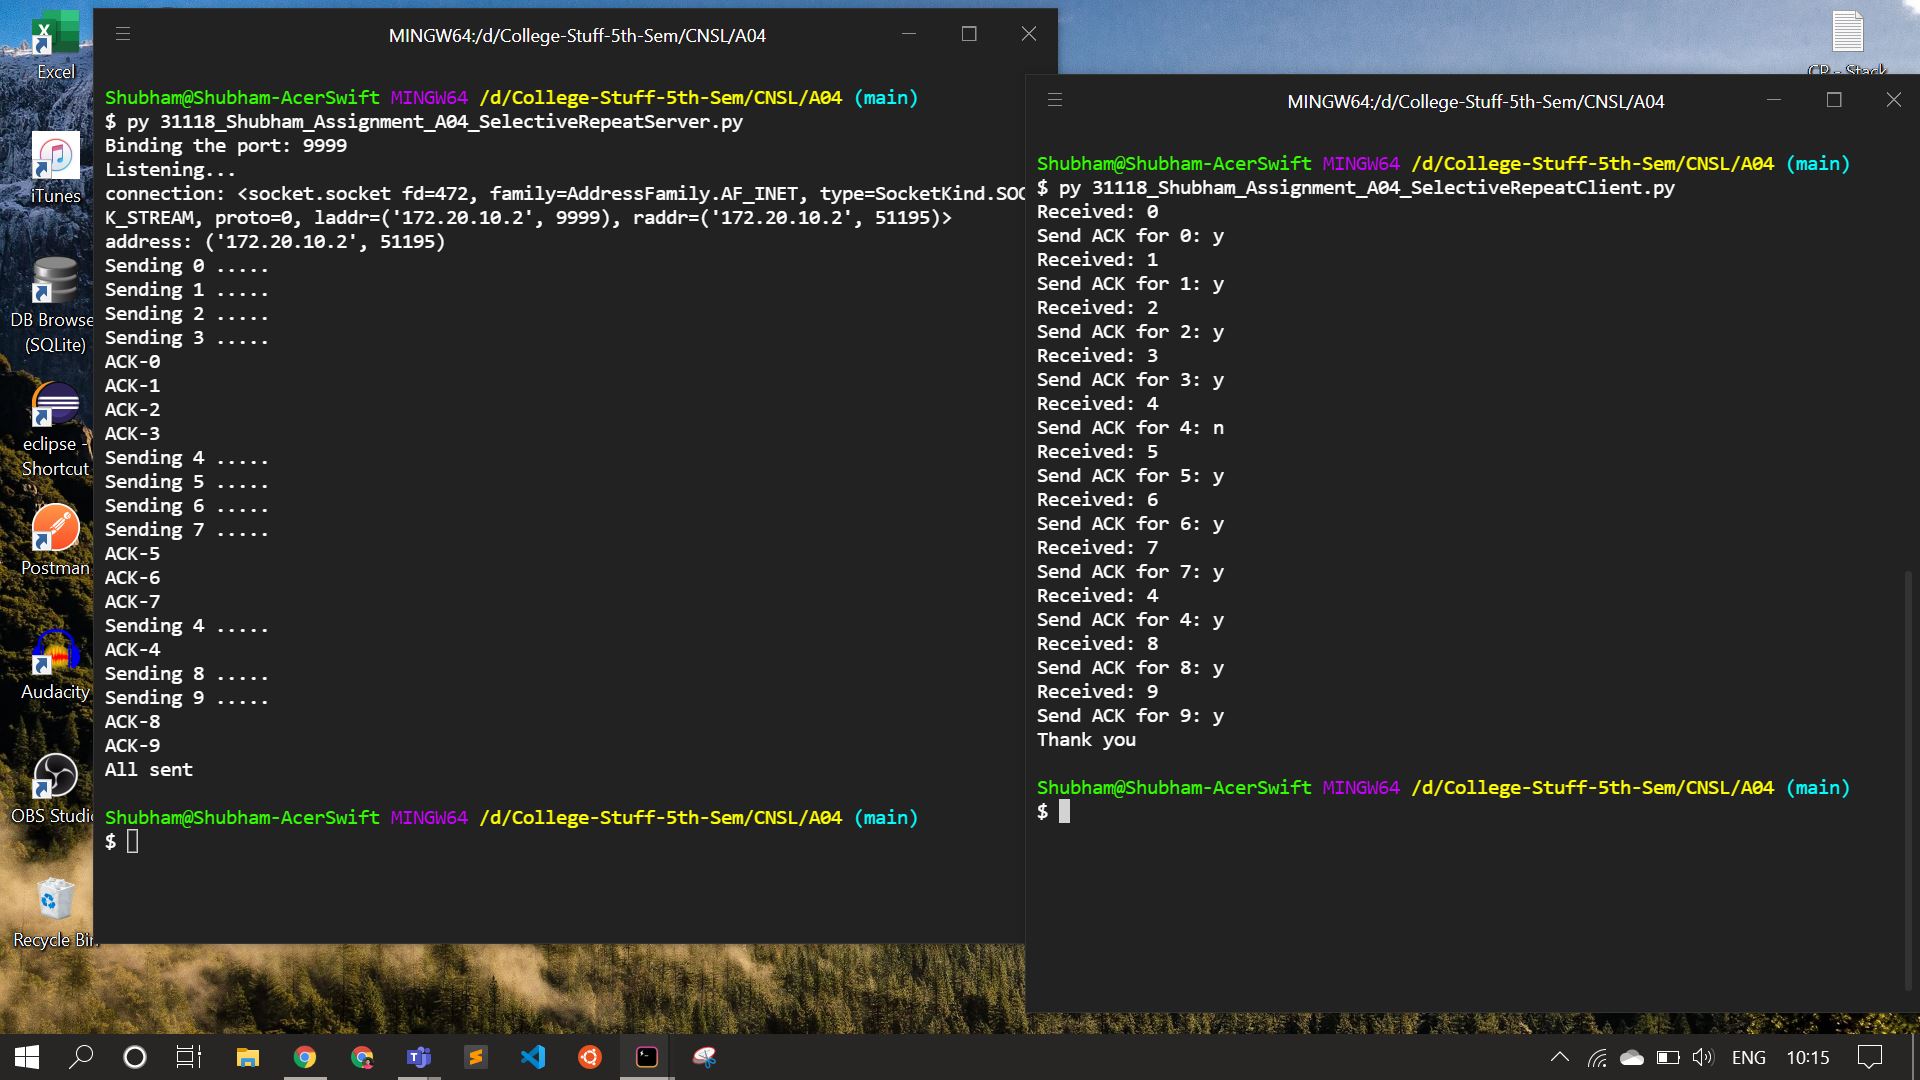 Excel
iTunes
DB Browse
(SQLite)
eclipse -
Shortcut
Postman
Audacity
OBS Studi
Recycle Bin
MINGW64:/d/College-Stuff-5th-Sem/CNSL/A04
Shubham@Shubham-AcerSwift MINGW64 /d/College-Stuff-5th-Sem/CNSL/A04 (main)
$ py 31118_Shubham_Assignment_A04_SelectiveRepeatServer.py
Binding the port: 9999
Listening...
connection: <socket.socket fd=472, family=AddressFamily.AF_INET, type=SocketKind.SOC
K_STREAM, proto=0, laddr=('172.20.10.2', 9999), raddr=('172.20.10.2', 51195)>
address: ('172.20.10.2', 51195)
Sending 0 .....
Sending 1 .....
Sending 2 .....
Sending 3 .....
ACK-0
ACK-1
ACK-2
ACK-3
Sending 4 .....
Sending 5 .....
Sending 6 .....
Sending 7 .....
ACK-5
ACK-6
ACK-7
Sending 4 .....
ACK-4
Sending 8 .....
Sending 9 .....
ACK-8
ACK-9
All sent
Shubham@Shubham-AcerSwift MINGW64 /d/College-Stuff-5th-Sem/CNSL/A04 (main)
$
CP - Stack
MINGW64:/d/College-Stuff-5th-Sem/CNSL/A04
Shubham@Shubham-AcerSwift MINGW64 /d/College-Stuff-5th-Sem/CNSL/A04 (main)
$ py 31118_Shubham_Assignment_A04_SelectiveRepeatClient.py
Received: 0
Send ACK for 0: y
Received: 1
Send ACK for 1: y
Received: 2
Send ACK for 2: y
Received: 3
Send ACK for 3: y
Received: 4
Send ACK for 4: n
Received: 5
Send ACK for 5: y
Received: 6
Send ACK for 6: y
Received: 7
Send ACK for 7: y
Received: 4
Send ACK for 4: y
Received: 8
Send ACK for 8: y
Received: 9
Send ACK for 9: y
Thank you
Shubham@Shubham-AcerSwift MINGW64 /d/College-Stuff-5th-Sem/CNSL/A04 (main)
$
ENG 10:15